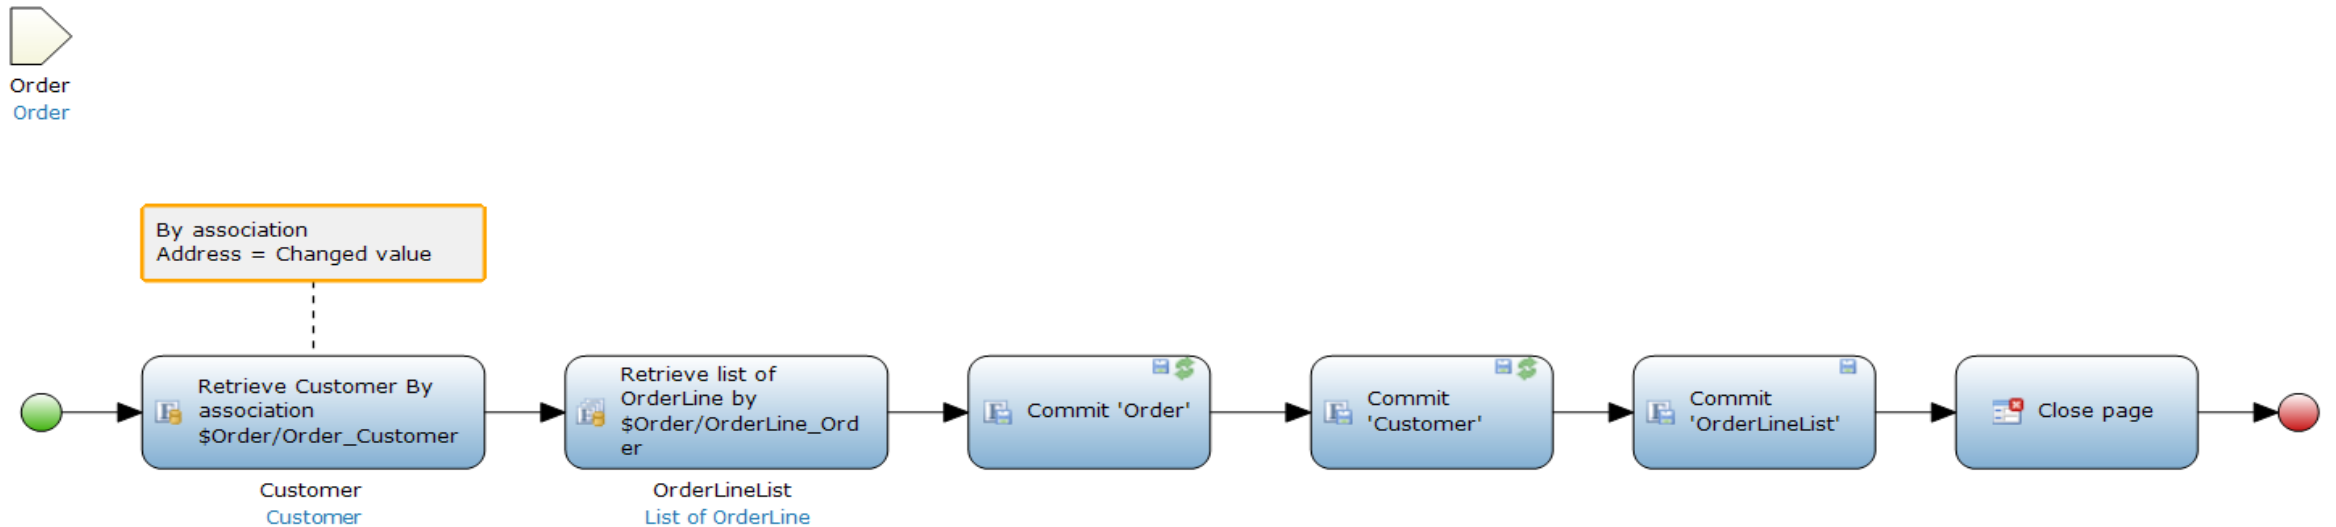 Order
Order
By association
Address = Changed value
Retrieve Customer By
association
$Order/Order_Customer
Customer
Customer
Retrieve list of
OrderLine by
$Order/OrderLine_Ord
er
OrderLineList
List of OrderLine
Commit 'Order'
Commit
'Customer'
Commit
'OrderLineList'
Close page